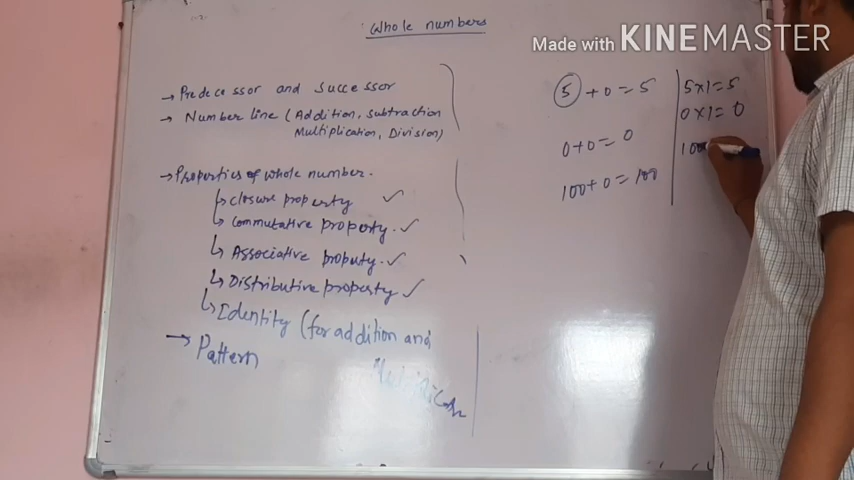 Whole numbers
Made with KINEMASTER
→ Predecessor and successor
→ Number line (Addition, subtraction
Multiplication, Division)
→ Properties of whole number.
↳ closure property ✓
↳ Commutative property. ✓
↳ Associative property. ✓
↳ Distributive property ✓
↳ Identity (for addition and
→ Pattern
5 + 0 = 5
0 + 0 = 0
100 + 0 = 100
5 × 1 = 5
0 × 1 = 0